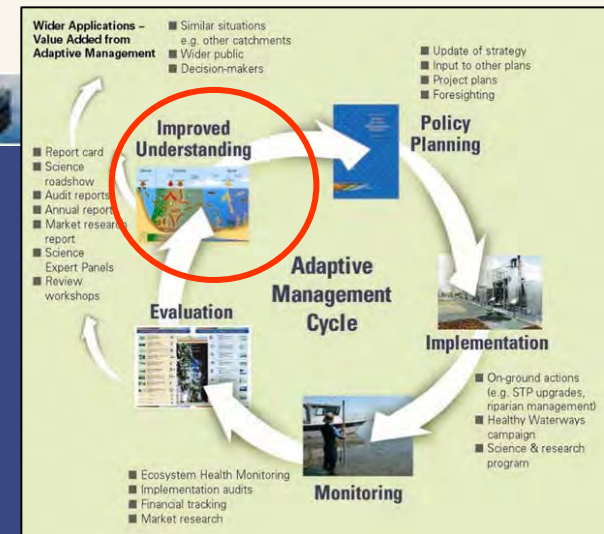 Wider Applications –
Value Added from
Adaptive Management
■ Similar situations
e.g. other catchments
■ Wider public
■ Decision-makers
■ Update of strategy
■ Input to other plans
■ Project plans
■ Foresighting
Improved
Understanding
Policy
Planning
■ Report card
■ Science
roadshow
■ Audit reports
■ Annual report
■ Market research
report
■ Science
Expert Panels
■ Review
workshops
Adaptive
Management
Cycle
Evaluation
Implementation
■ On-ground actions
(e.g. STP upgrades,
riparian management)
■ Healthy Waterways
campaign
■ Science & research
program
■ Ecosystem Health Monitoring
■ Implementation audits
■ Financial tracking
■ Market research
Monitoring